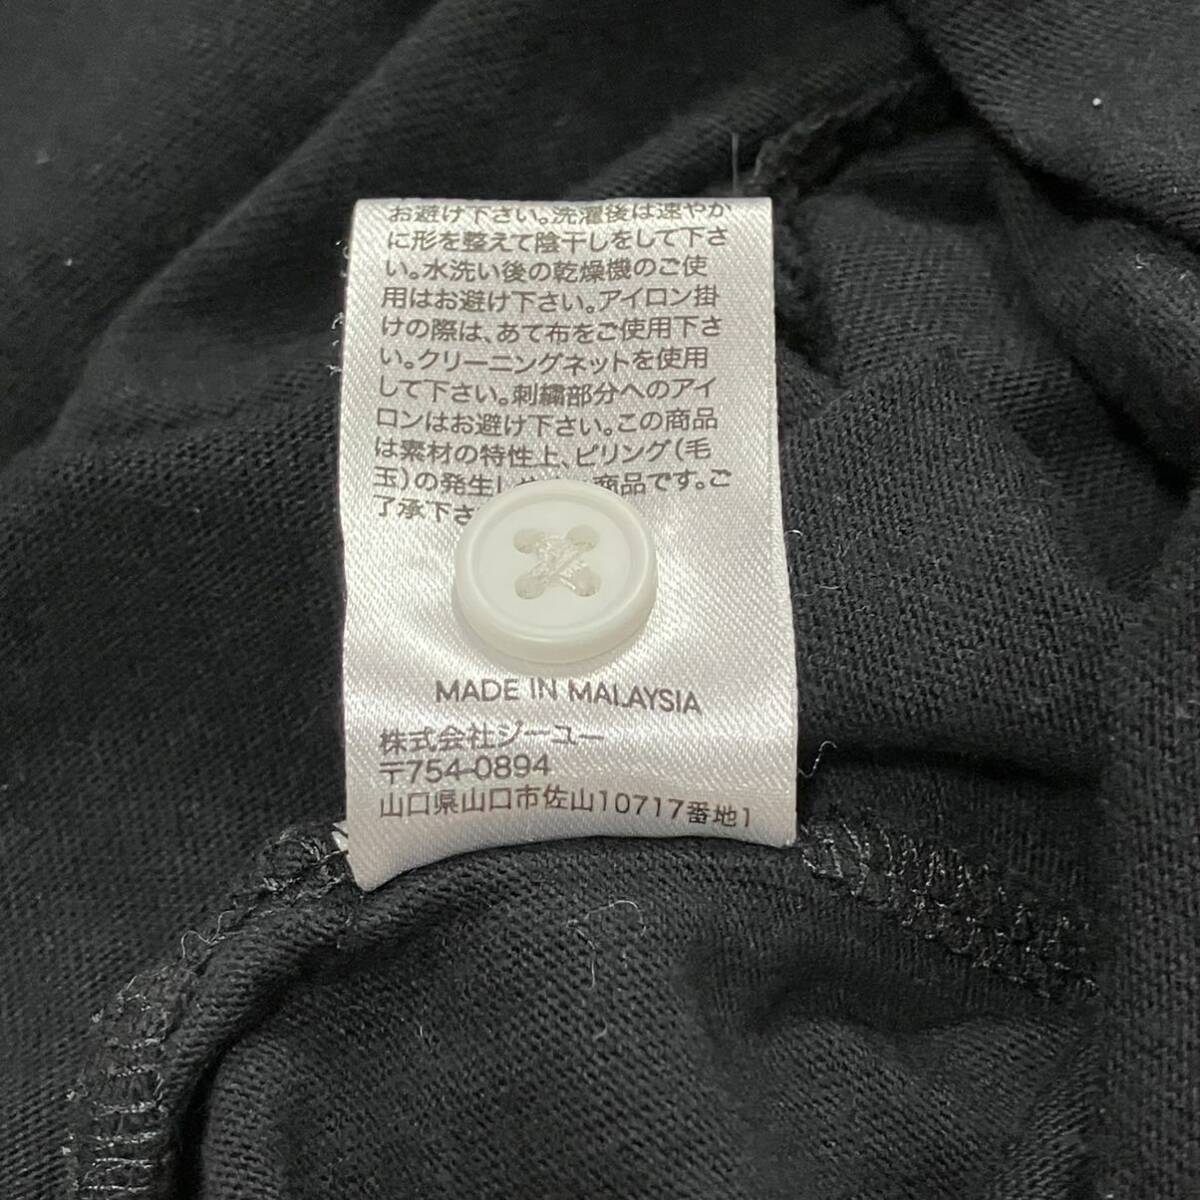 お避け下さい。洗濯後は速やか
に形を整えて陰干しをして下さ
い。水洗い後の乾燥機のご使
用はお避け下さい。アイロン掛
けの際は、あて布をご使用下さ
い。クリーニングネットを使用
して下さい。刺繍部分へのアイ
ロンはお避け下さい。この商品
は素材の特性上、ピリング(毛
玉)の発生し 商品です。ご
了承下さ
MADE IN MALAYSIA
株式会社ジーユー
〒754-0894
山口県山口市佐山10717番地1